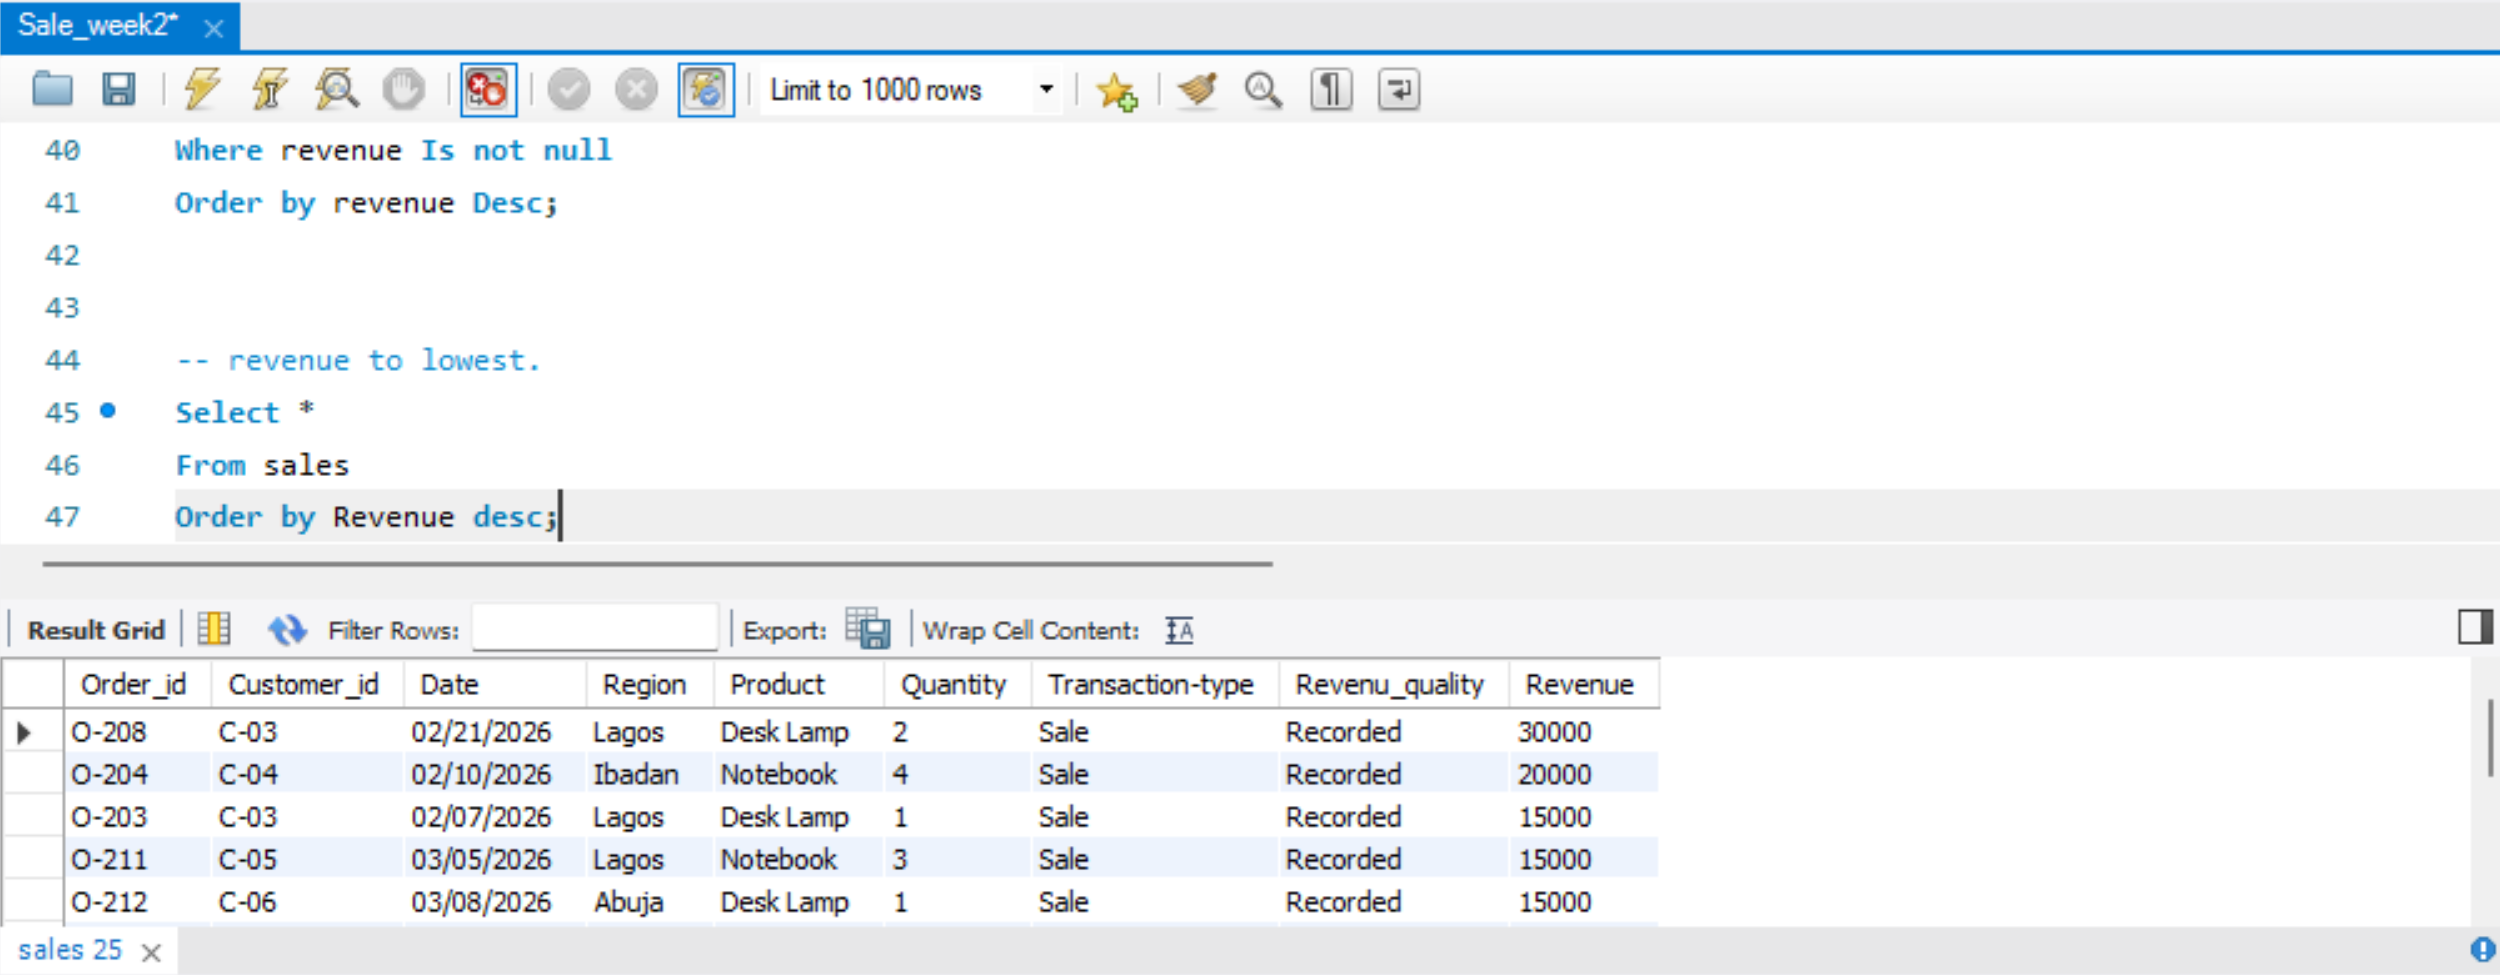 Sale_week2*
Limit to 1000 rows
40 Where revenue Is not null
41 Order by revenue Desc;
42
43
44 -- revenue to lowest.
45 Select *
46 From sales
47 Order by Revenue desc;
Result Grid Filter Rows: Export: Wrap Cell Content:
Order_id Customer_id Date Region Product Quantity Transaction-type Revenu_quality Revenue
O-208 C-03 02/21/2026 Lagos Desk Lamp 2 Sale Recorded 30000
O-204 C-04 02/10/2026 Ibadan Notebook 4 Sale Recorded 20000
O-203 C-03 02/07/2026 Lagos Desk Lamp 1 Sale Recorded 15000
O-211 C-05 03/05/2026 Lagos Notebook 3 Sale Recorded 15000
O-212 C-06 03/08/2026 Abuja Desk Lamp 1 Sale Recorded 15000
sales 25